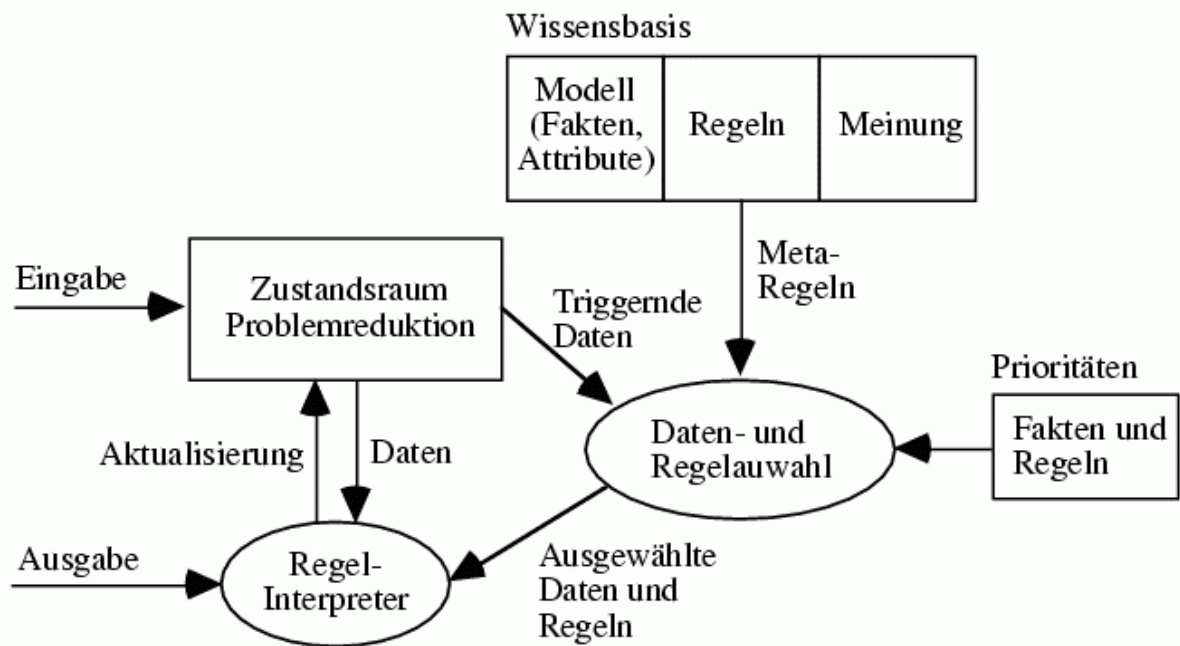 Wissensbasis
Modell
(Fakten,
Attribute)
Regeln
Meinung
Meta-
Regeln
Eingabe
Zustandsraum
Problemreduktion
Triggernde
Daten
Prioritäten
Fakten und
Regeln
Daten- und
Regelauwahl
Aktualisierung
Daten
Ausgabe
Regel-
Interpreter
Ausgewählte
Daten und
Regeln